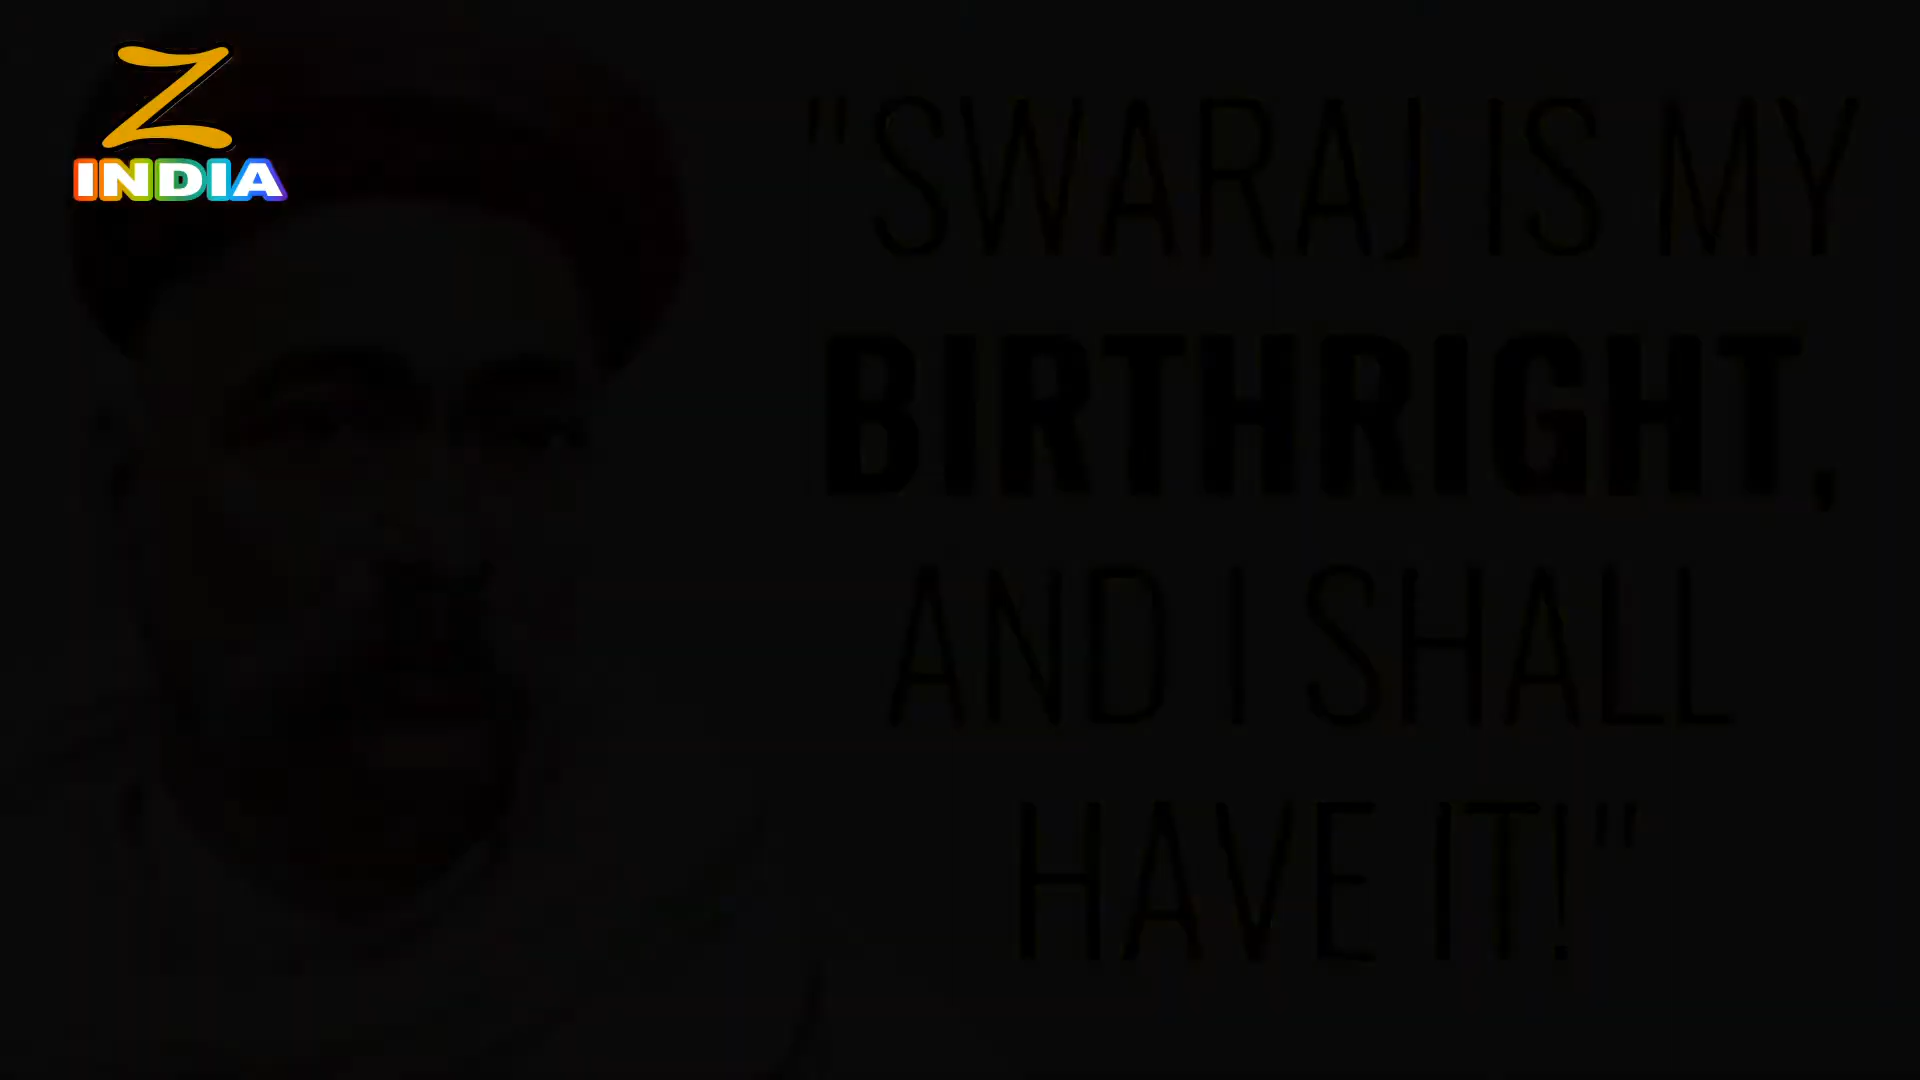 Z
INDIA
"SWARAJ IS MY
BIRTHRIGHT,
AND I SHALL
HAVE IT!"